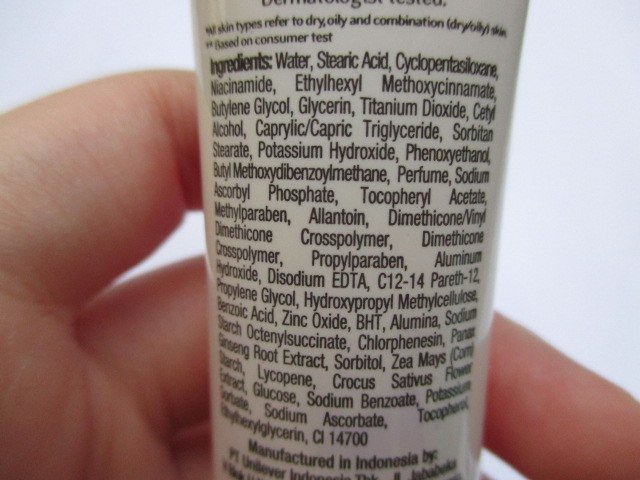 Dermatologist tested.
*All skin types refer to dry, oily and combination (dry/oily) skin
** Based on consumer test
Ingredients: Water, Stearic Acid, Cyclopentasiloxane,
Niacinamide, Ethylhexyl Methoxycinnamate,
Butylene Glycol, Glycerin, Titanium Dioxide, Cetyl
Alcohol, Caprylic/Capric Triglyceride, Sorbitan
Stearate, Potassium Hydroxide, Phenoxyethanol,
Butyl Methoxydibenzoylmethane, Perfume, Sodium
Ascorbyl Phosphate, Tocopheryl Acetate,
Methylparaben, Allantoin, Dimethicone/Vinyl
Dimethicone Crosspolymer, Dimethicone
Crosspolymer, Propylparaben, Aluminum
Hydroxide, Disodium EDTA, C12-14 Pareth-12,
Propylene Glycol, Hydroxypropyl Methylcellulose,
Benzoic Acid, Zinc Oxide, BHT, Alumina, Sodium
Starch Octenylsuccinate, Chlorphenesin, Panax
Ginseng Root Extract, Sorbitol, Zea Mays (Corn)
Starch, Lycopene, Crocus Sativus Flower
Extract, Glucose, Sodium Benzoate, Potassium
Sorbate, Sodium Ascorbate, Tocopherol,
Ethylhexylglycerin, CI 14700
Manufactured in Indonesia by:
PT Unilever Indonesia Tbk., Jl. Jababeka